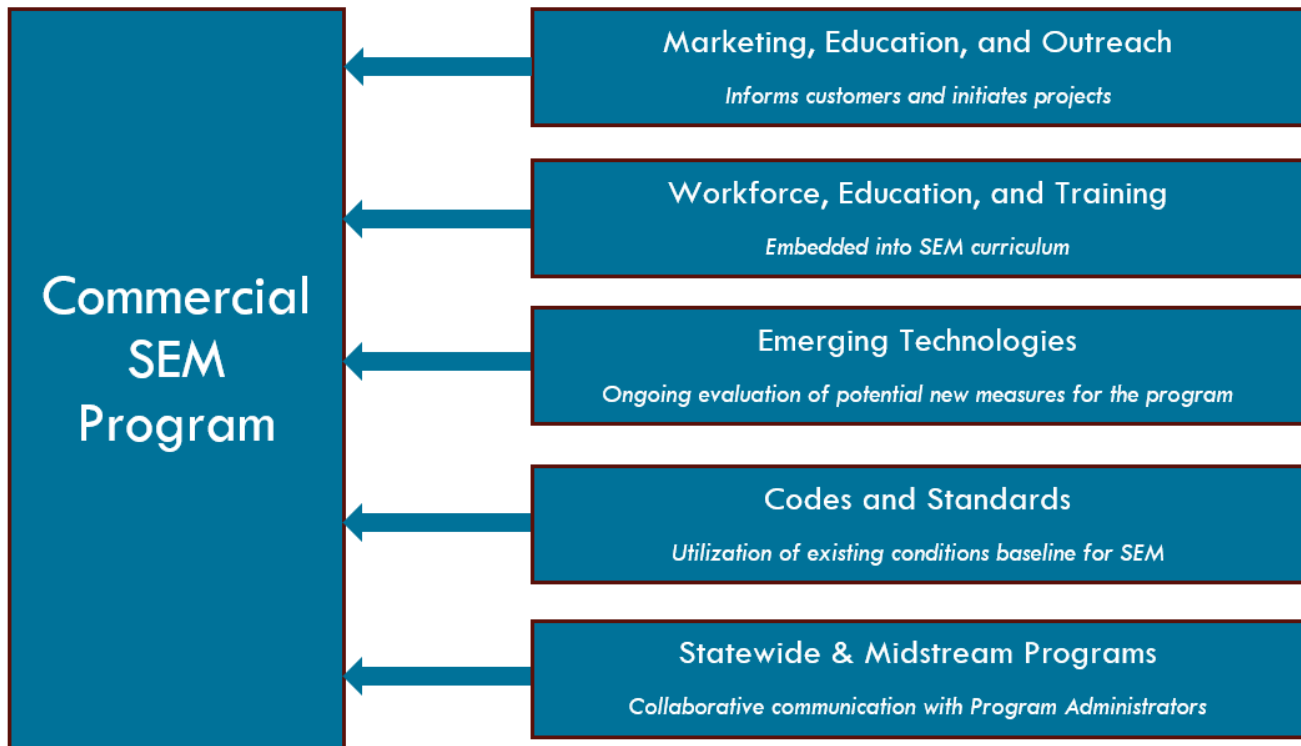 Commercial
SEM
Program
Marketing, Education, and Outreach
Informs customers and initiates projects
Workforce, Education, and Training
Embedded into SEM curriculum
Emerging Technologies
Ongoing evaluation of potential new measures for the program
Codes and Standards
Utilization of existing conditions baseline for SEM
Statewide & Midstream Programs
Collaborative communication with Program Administrators